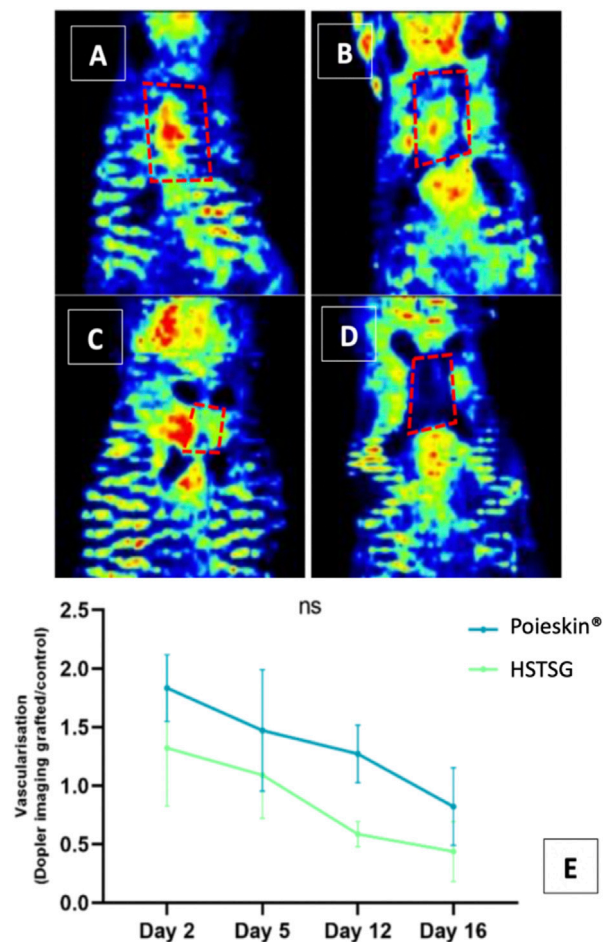 A
B
C
D
ns
Poieskin®
HSTSG
Vascularisation
(Dopler imaging grafted/control)
2.5
2.0
1.5
1.0
0.5
0.0
Day 2 Day 5 Day 12 Day 16
E